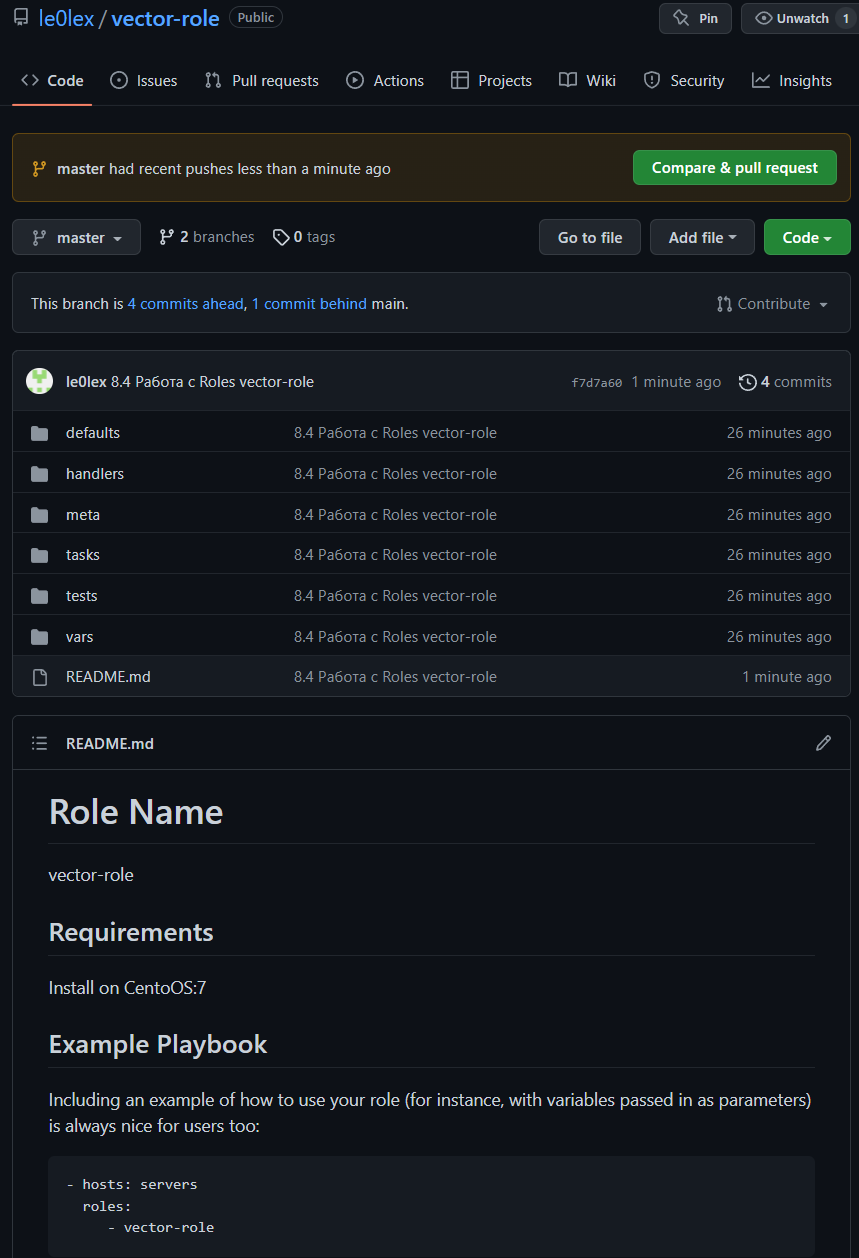 le0lex / vector-role Public Pin Unwatch 1
Code Issues Pull requests Actions Projects Wiki Security Insights
master had recent pushes less than a minute ago Compare & pull request
master 2 branches 0 tags Go to file Add file Code
This branch is 4 commits ahead, 1 commit behind main. Contribute
le0lex 8.4 Работа с Roles vector-role f7d7a60 1 minute ago 4 commits
defaults 8.4 Работа с Roles vector-role 26 minutes ago
handlers 8.4 Работа с Roles vector-role 26 minutes ago
meta 8.4 Работа с Roles vector-role 26 minutes ago
tasks 8.4 Работа с Roles vector-role 26 minutes ago
tests 8.4 Работа с Roles vector-role 26 minutes ago
vars 8.4 Работа с Roles vector-role 26 minutes ago
README.md 8.4 Работа с Roles vector-role 1 minute ago
README.md
Role Name
vector-role
Requirements
Install on CentoOS:7
Example Playbook
Including an example of how to use your role (for instance, with variables passed in as parameters)
is always nice for users too:
- hosts: servers
roles:
- vector-role